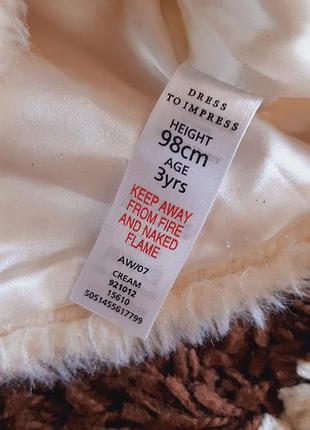 DRESS
TO IMPRESS
HEIGHT
98cm
AGE
3yrs
KEEP AWAY
FROM FIRE
AND NAKED
FLAME
AW/07
CREAM
921012
15610
5051455617799